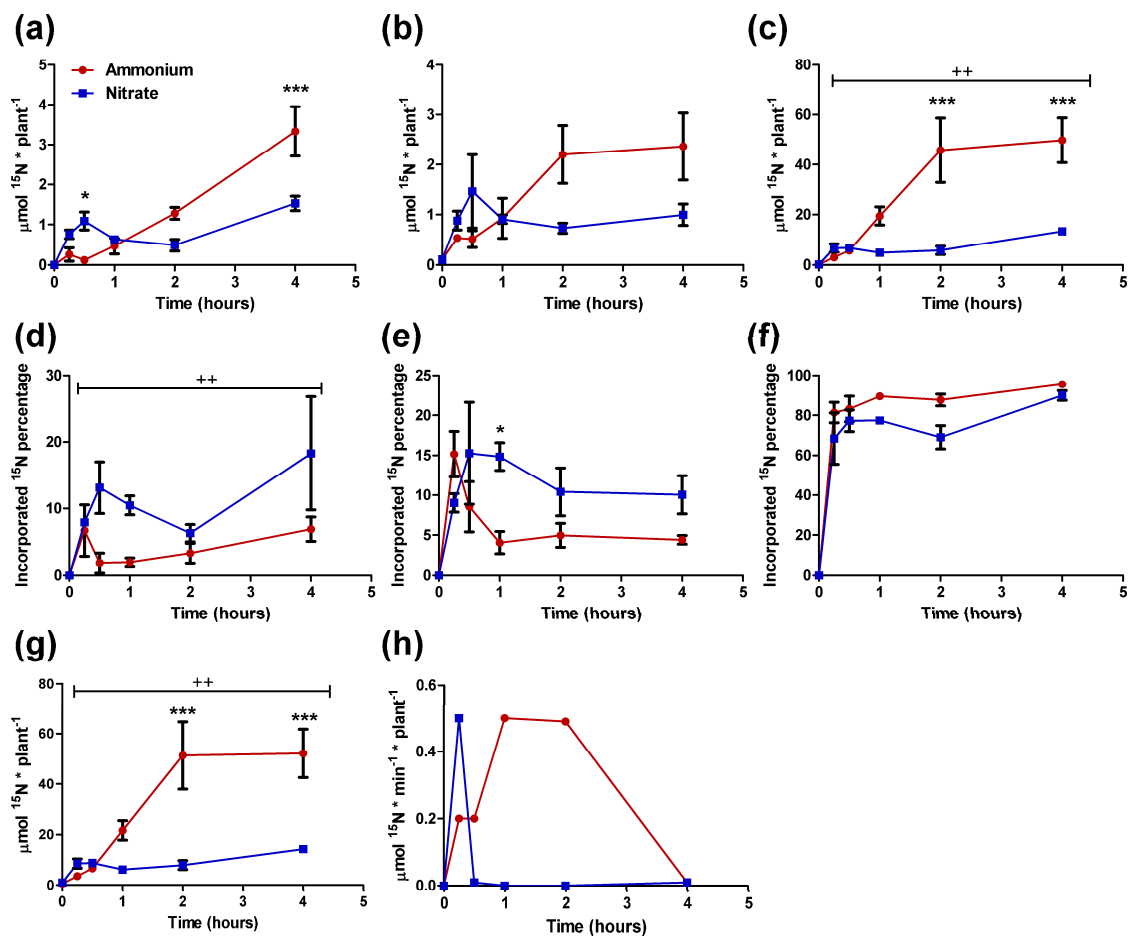 (a)
μmol ¹⁵N * plant⁻¹
5
4
3
2
1
0
Ammonium
Nitrate
*
***
0 1 2 3 4 5
Time (hours)
(b)
μmol ¹⁵N * plant⁻¹
4
3
2
1
0
0 1 2 3 4 5
Time (hours)
(c)
μmol ¹⁵N * plant⁻¹
80
60
40
20
0
++
*** ***
0 1 2 3 4 5
Time (hours)
(d)
Incorporated ¹⁵N percentage
30
20
10
0
++
0 1 2 3 4 5
Time (hours)
(e)
Incorporated ¹⁵N percentage
25
20
15
10
5
0
*
0 1 2 3 4 5
Time (hours)
(f)
Incorporated ¹⁵N percentage
100
80
60
40
20
0
0 1 2 3 4 5
Time (hours)
(g)
μmol ¹⁵N * plant⁻¹
80
60
40
20
0
++
*** ***
0 1 2 3 4 5
Time (hours)
(h)
μmol ¹⁵N * min⁻¹ * plant⁻¹
0.6
0.4
0.2
0.0
0 1 2 3 4 5
Time (hours)